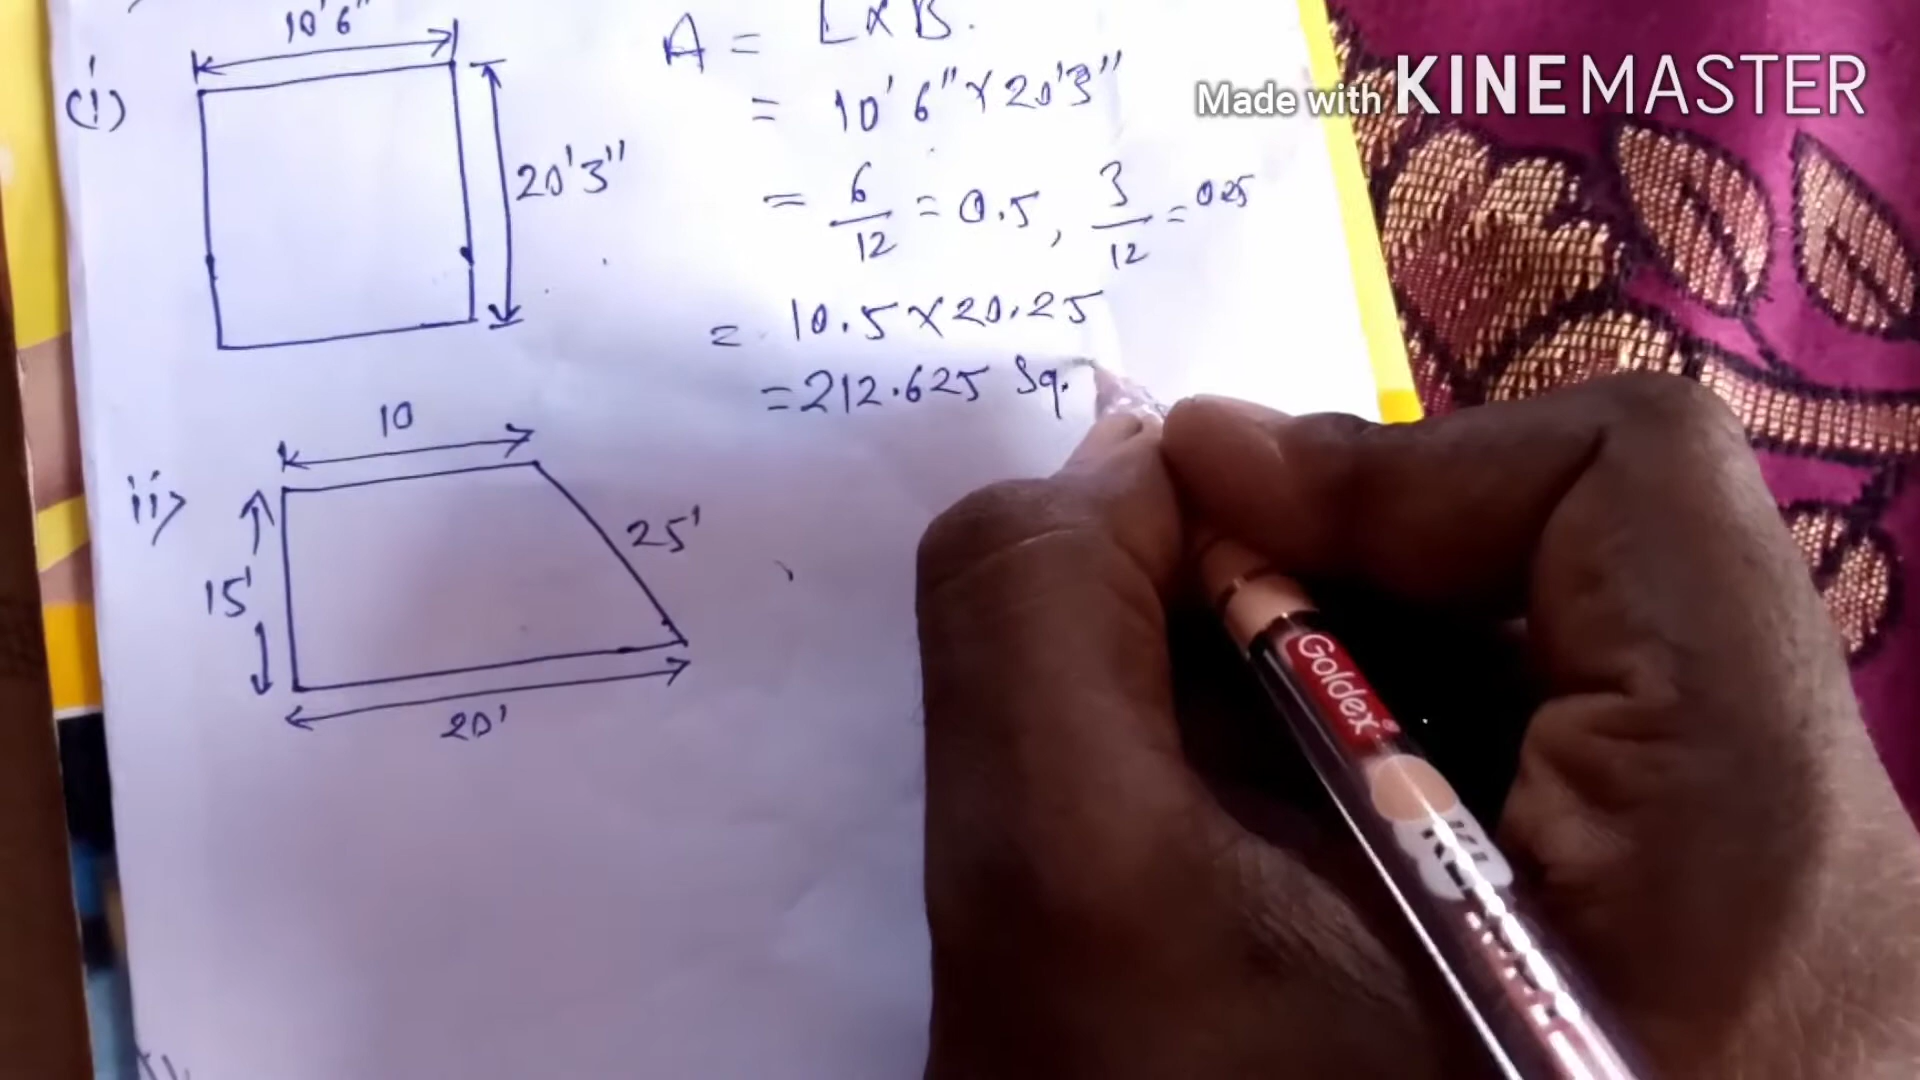 10'6"
(i)
20'3"
A = L X B.
= 10'6" X 20'3"
= 6/12 = 0.5, 3/12 = 0.25
= 10.5 X 20.25
= 212.625 Sq.
ii)
10
15'
25'
20'
Made with KINEMASTER
Goldex